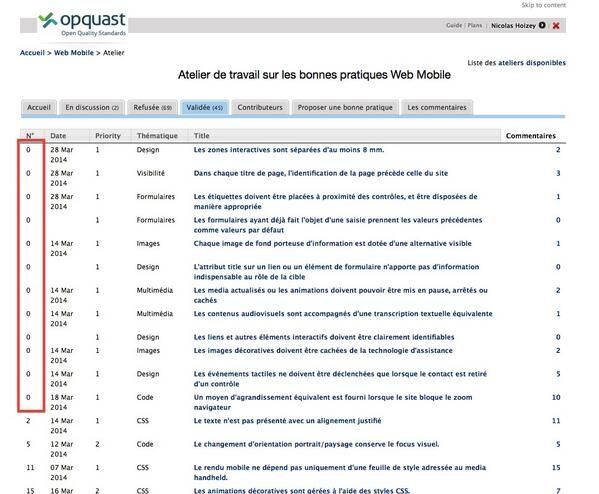 Skip to content
opquast
Open Quality Standards
Guide | Plans | Nicolas Hoizey
Accueil > Web Mobile > Atelier
Liste des ateliers disponibles
Atelier de travail sur les bonnes pratiques Web Mobile
Accueil En discussion (2) Refusée (69) Validée (45) Contributeurs Proposer une bonne pratique Les commentaires
N° Date Priority Thématique Title Commentaires
0 28 Mar 1 Design Les zones interactives sont séparées d'au moins 8 mm. 2
2014
0 28 Mar 1 Visibilité Dans chaque titre de page, l'identification de la page précède celle du site 3
2014
0 28 Mar 1 Formulaires Les étiquettes doivent être placées à proximité des contrôles, et être disposées de 1
2014 manière appropriée
0 1 Formulaires Les formulaires ayant déjà fait l'objet d'une saisie prennent les valeurs précédentes 0
comme valeurs par défaut
0 14 Mar 1 Images Chaque image de fond porteuse d'information est dotée d'une alternative visible 1
2014
0 1 Design L'attribut title sur un lien ou un élément de formulaire n'apporte pas d'information 0
indispensable au rôle de la cible
0 14 Mar 1 Multimédia Les media actualisés ou les animations doivent pouvoir être mis en pause, arrêtés ou 2
2014 cachés
0 14 Mar 1 Multimédia Les contenus audiovisuels sont accompagnés d'une transcription textuelle équivalente 1
2014
0 1 Design Les liens et autres éléments interactifs doivent être clairement identifiables 0
0 14 Mar 1 Images Les images décoratives doivent être cachées de la technologie d'assistance 2
2014
0 14 Mar 1 Design Les événements tactiles ne doivent être déclenchées que lorsque le contact est retiré 5
2014 d'un contrôle
0 18 Mar 1 Code Un moyen d'agrandissement équivalent est fourni lorsque le site bloque le zoom 10
2014 navigateur
2 14 Mar 1 CSS Le texte n'est pas présenté avec un alignement justifié 11
2014
5 12 Mar 2 Code Le changement d'orientation portrait/paysage conserve le focus visuel. 5
2014
11 07 Mar 1 CSS Le rendu mobile ne dépend pas uniquement d'une feuille de style adressée au media 15
2014 handheld.
15 16 Mar 2 CSS Les animations décoratives sont gérées à l'aide des styles CSS. 7